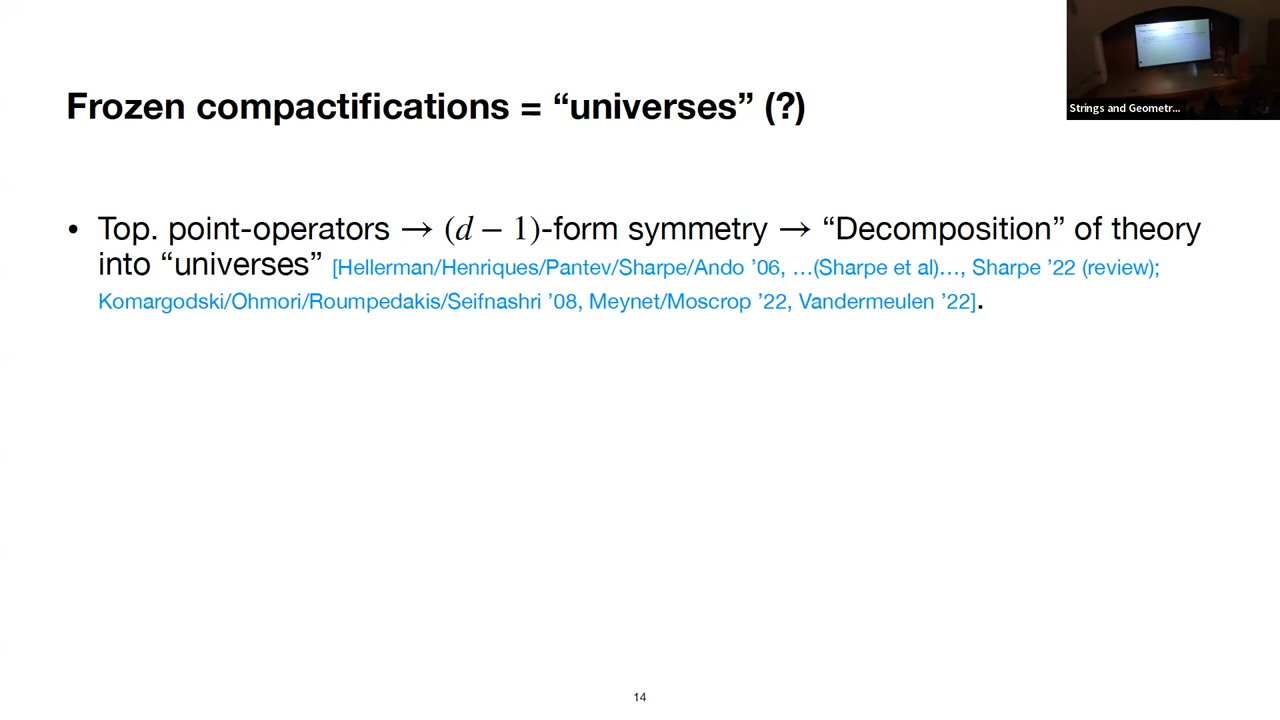 Strings and Geometr...
Frozen compactifications = “universes” (?)
• Top. point-operators → (d − 1)-form symmetry → “Decomposition” of theory
into “universes” [Hellerman/Henriques/Pantev/Sharpe/Ando ’06, …(Sharpe et al)…, Sharpe ’22 (review);
Komargodski/Ohmori/Roumpedakis/Seifnashri ’08, Meynet/Moscrop ’22, Vandermeulen ’22].
14